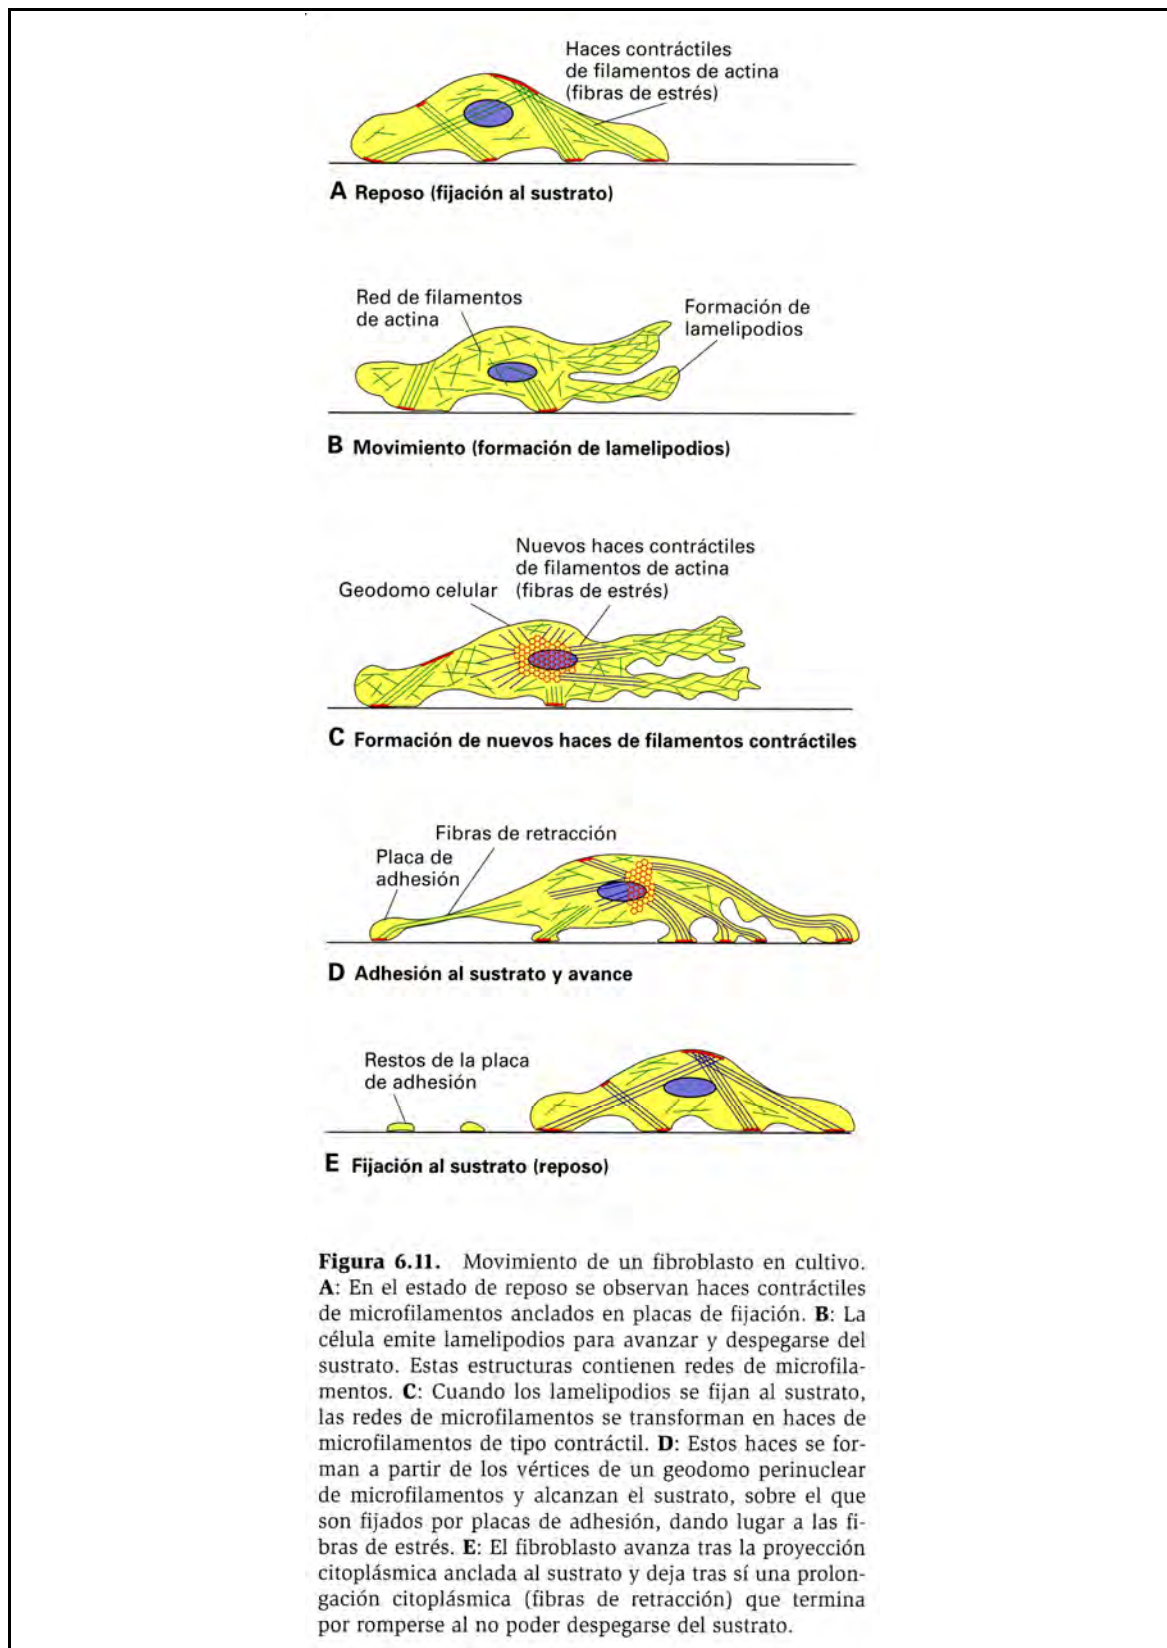 Haces contráctiles
de filamentos de actina
(fibras de estrés)
A Reposo (fijación al sustrato)
Red de filamentos
de actina
Formación de
lamelipodios
B Movimiento (formación de lamelipodios)
Nuevos haces contráctiles
de filamentos de actina
(fibras de estrés)
Geodomo celular
C Formación de nuevos haces de filamentos contráctiles
Fibras de retracción
Placa de
adhesión
D Adhesión al sustrato y avance
Restos de la placa
de adhesión
E Fijación al sustrato (reposo)
Figura 6.11. Movimiento de un fibroblasto en cultivo.
A: En el estado de reposo se observan haces contráctiles
de microfilamentos anclados en placas de fijación. B: La
célula emite lamelipodios para avanzar y despegarse del
sustrato. Estas estructuras contienen redes de microfila-
mentos. C: Cuando los lamelipodios se fijan al sustrato,
las redes de microfilamentos se transforman en haces de
microfilamentos de tipo contráctil. D: Estos haces se for-
man a partir de los vértices de un geodomo perinuclear
de microfilamentos y alcanzan el sustrato, sobre el que
son fijados por placas de adhesión, dando lugar a las fi-
bras de estrés. E: El fibroblasto avanza tras la proyección
citoplásmica anclada al sustrato y deja tras sí una prolon-
gación citoplásmica (fibras de retracción) que termina
por romperse al no poder despegarse del sustrato.